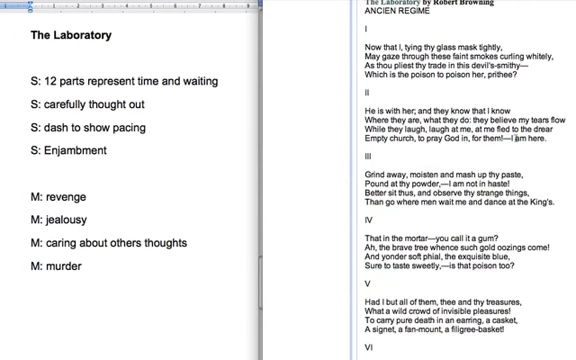 The Laboratory
S: 12 parts represent time and waiting
S: carefully thought out
S: dash to show pacing
S: Enjambment
M: revenge
M: jealousy
M: caring about others thoughts
M: murder
The Laboratory by Robert Browning
ANCIEN REGIME
I
Now that I, tying thy glass mask tightly,
May gaze through these faint smokes curling whitely,
As thou pliest thy trade in this devil's-smithy—
Which is the poison to poison her, prithee?
II
He is with her; and they know that I know
Where they are, what they do: they believe my tears flow
While they laugh, laugh at me, at me fled to the drear
Empty church, to pray God in, for them!—I am here.
III
Grind away, moisten and mash up thy paste,
Pound at thy powder,—I am not in haste!
Better sit thus, and observe thy strange things,
Than go where men wait me and dance at the King's.
IV
That in the mortar—you call it a gum?
Ah, the brave tree whence such gold oozings come!
And yonder soft phial, the exquisite blue,
Sure to taste sweetly,—is that poison too?
V
Had I but all of them, thee and thy treasures,
What a wild crowd of invisible pleasures!
To carry pure death in an earring, a casket,
A signet, a fan-mount, a filigree-basket!
VI